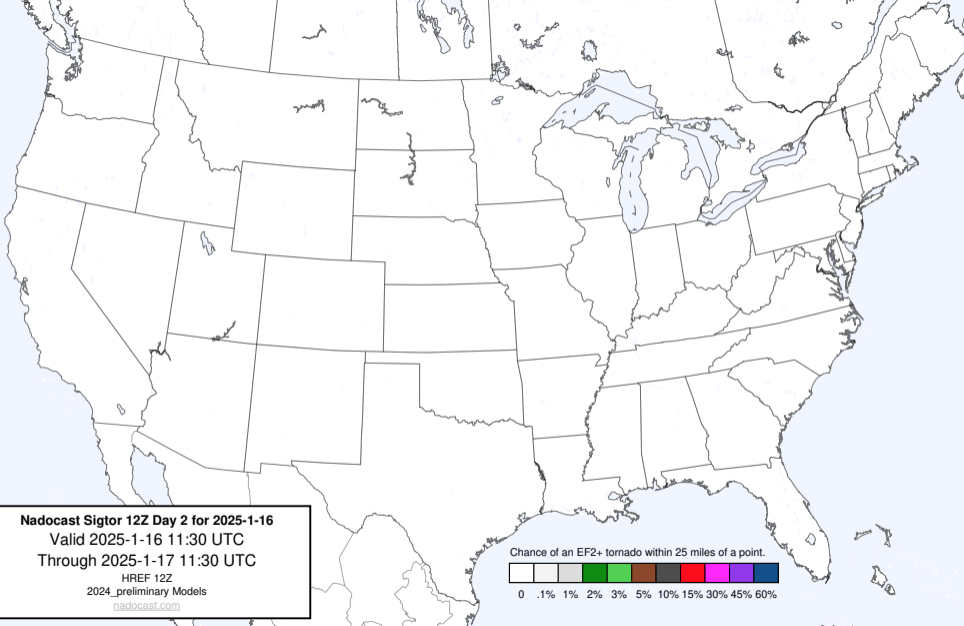 Nadocast Sigtor 12Z Day 2 for 2025-1-16
Valid 2025-1-16 11:30 UTC
Through 2025-1-17 11:30 UTC
HREF 12Z
2024_preliminary Models
nadocast.com
Chance of an EF2+ tornado within 25 miles of a point.
0 .1% 1% 2% 3% 5% 10% 15% 30% 45% 60%